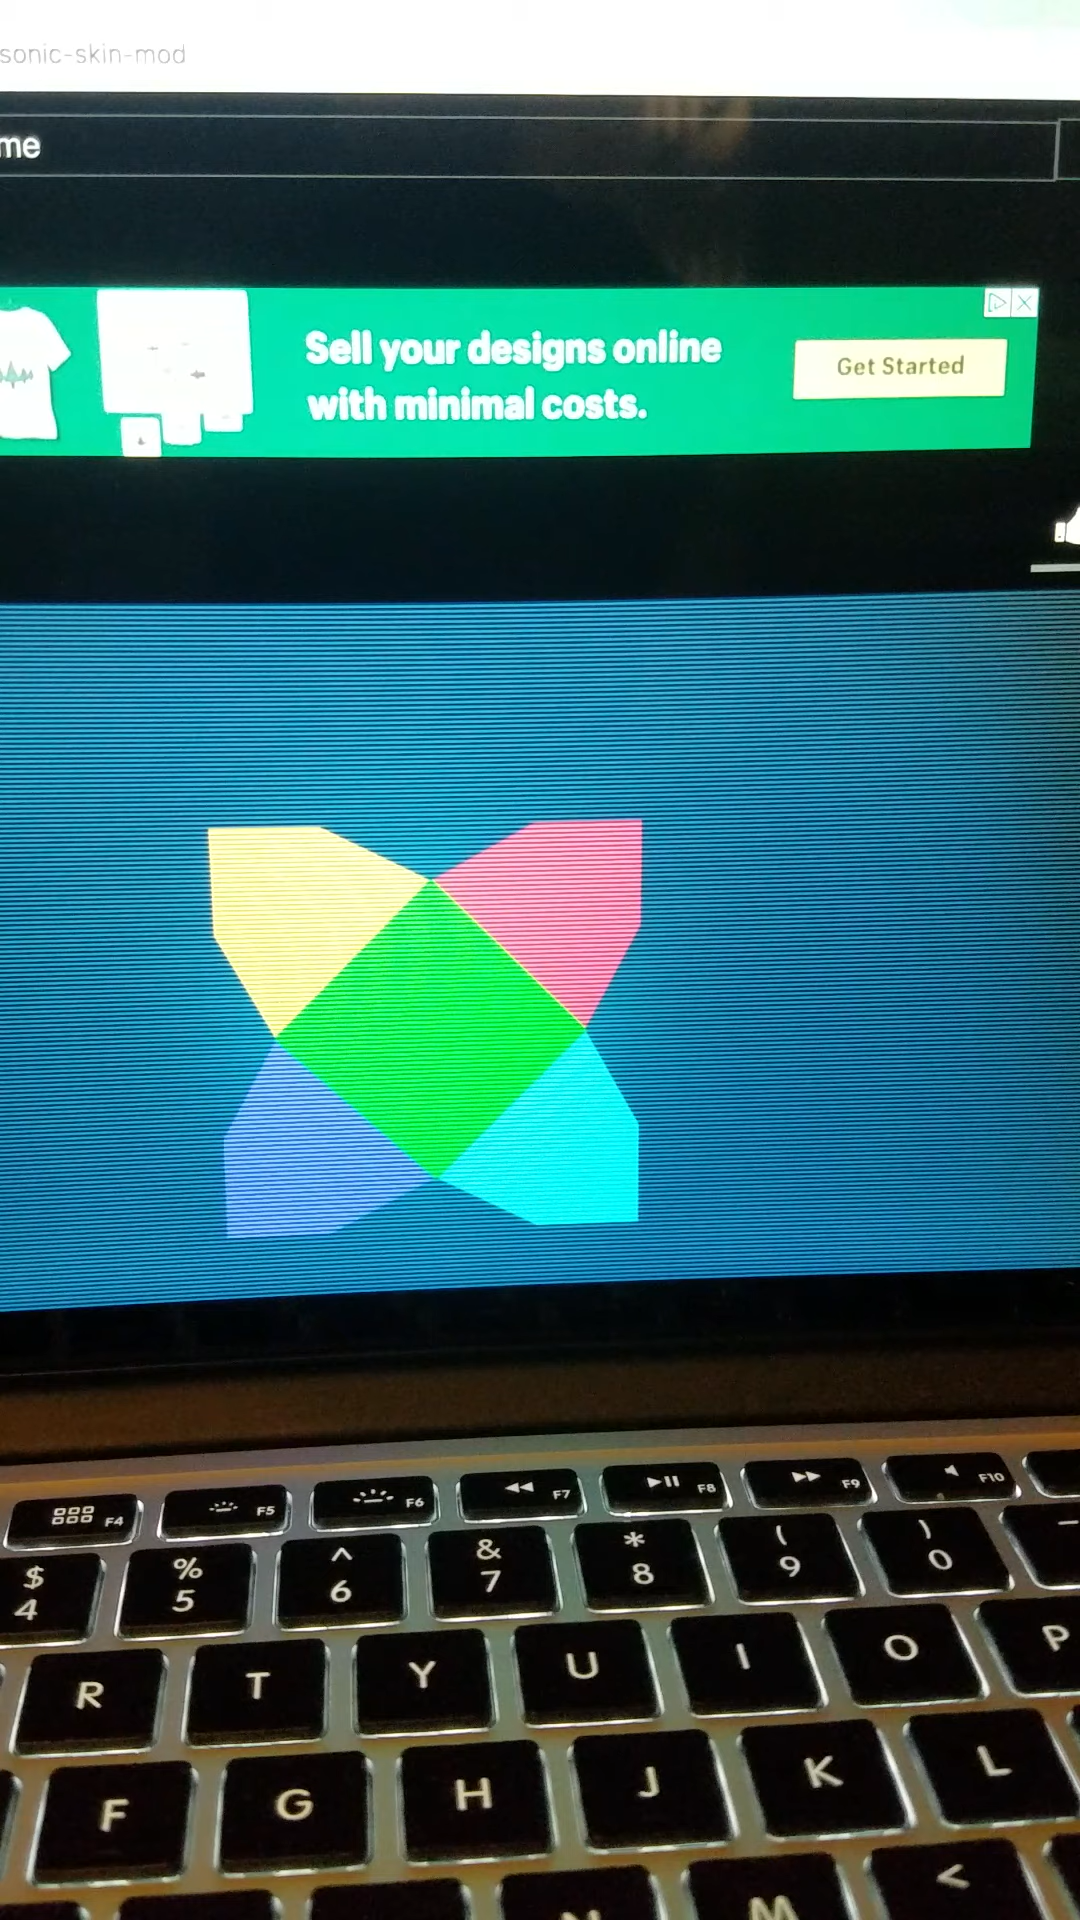 sonic-skin-mod
me
Sell your designs online
with minimal costs.
Get Started
F4 F5 F6 F7 F8 F9 F10
$ % ^ & * ( )
4 5 6 7 8 9 0
R T Y U I O P
F G H J K L
N M <